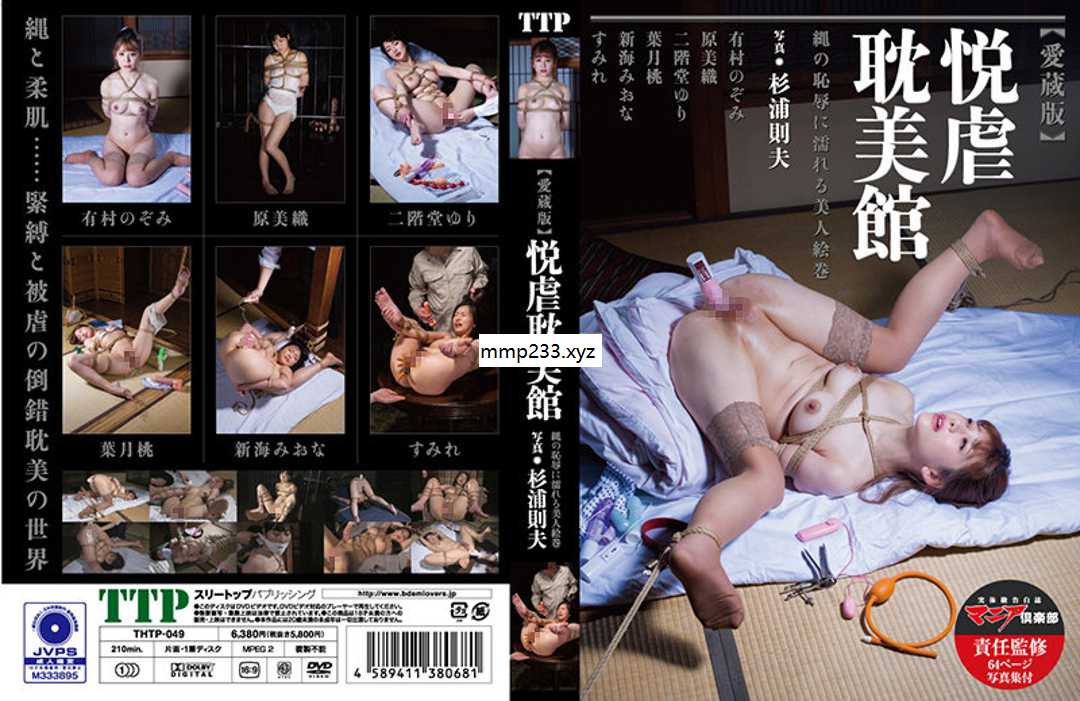 縄と柔肌……緊縛と被虐の倒錯耽美の世界
有村のぞみ
原美織
二階堂ゆり
葉月桃
新海みおな
すみれ
TTP
スリートップパブリッシング
http://www.bdsmlovers.jp
THTP-049
6,380円(税抜き5,800円)
210min.
片面・1層ディスク
MPEG 2
複製不能
DOLBY
DIGITAL
16:9
DVD
VIDEO
JVPS
M333895
4 589411 380681
TTP
【愛蔵版】
悦虐耽美館
縄の恥辱に濡れる美人絵巻
写真・杉浦則夫
mmp233.xyz
【愛蔵版】
悦虐
耽美館
縄の恥辱に濡れる美人絵巻
写真・杉浦則夫
有村のぞみ
原美織
二階堂ゆり
葉月桃
新海みおな
すみれ
マニア倶楽部
責任監修
64ページ
写真集付